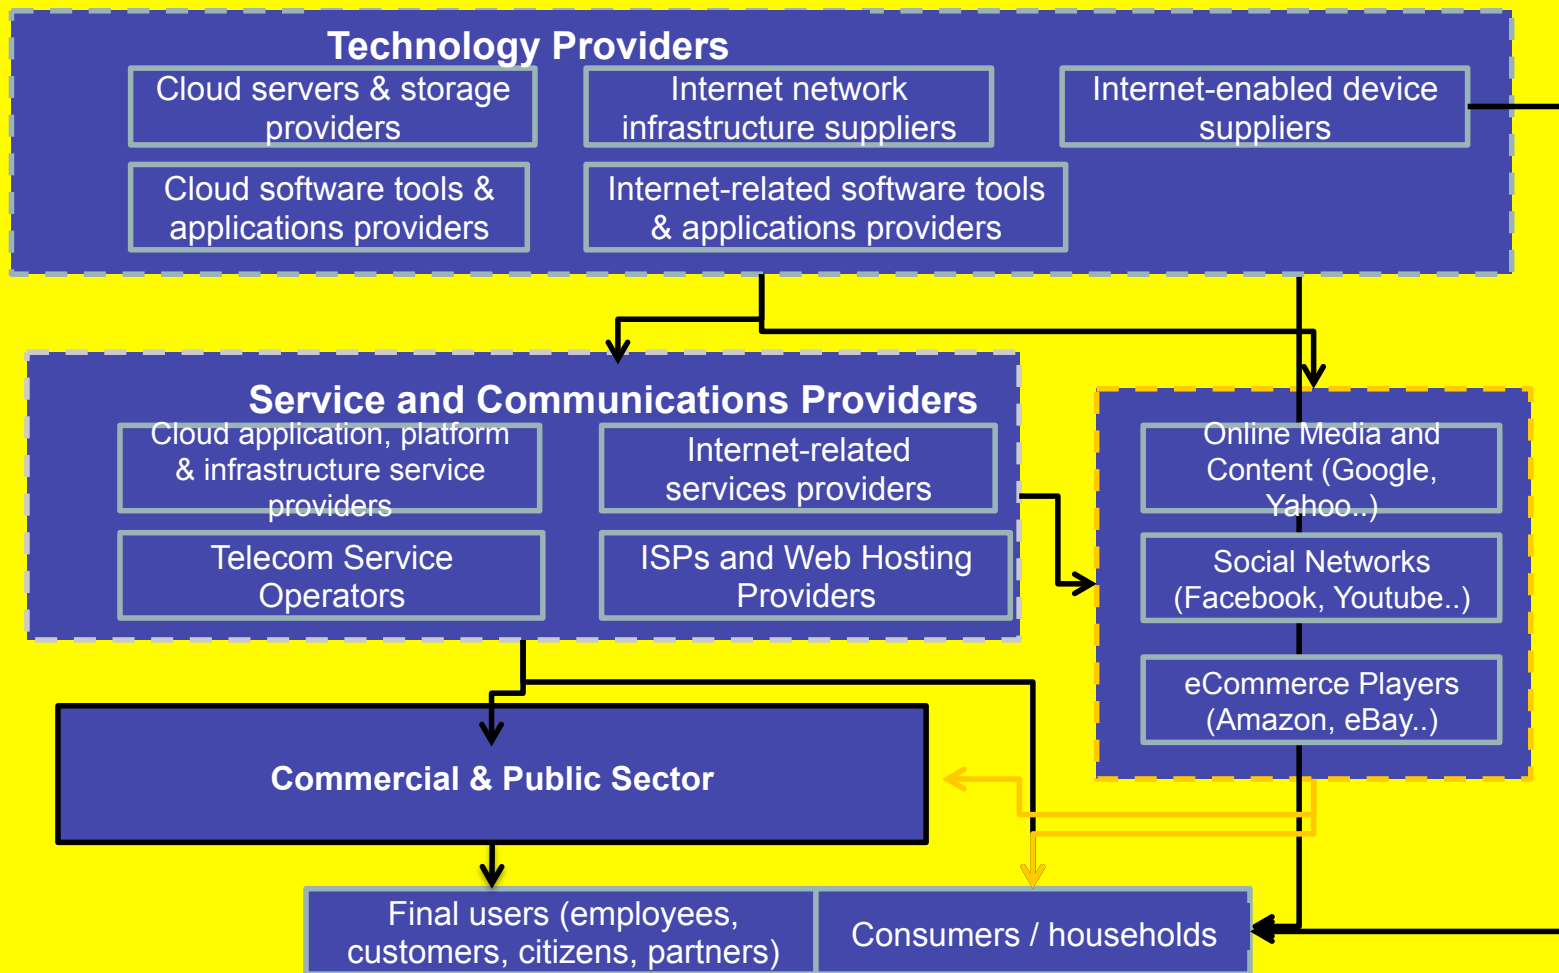 Technology Providers
Cloud servers & storage
providers
Internet network
infrastructure suppliers
Internet-enabled device
suppliers
Cloud software tools &
applications providers
Internet-related software tools
& applications providers
Service and Communications Providers
Cloud application, platform
& infrastructure service
providers
Internet-related
services providers
Telecom Service
Operators
ISPs and Web Hosting
Providers
Online Media and
Content (Google,
Yahoo..)
Social Networks
(Facebook, Youtube..)
eCommerce Players
(Amazon, eBay..)
Commercial & Public Sector
Final users (employees,
customers, citizens, partners)
Consumers / households